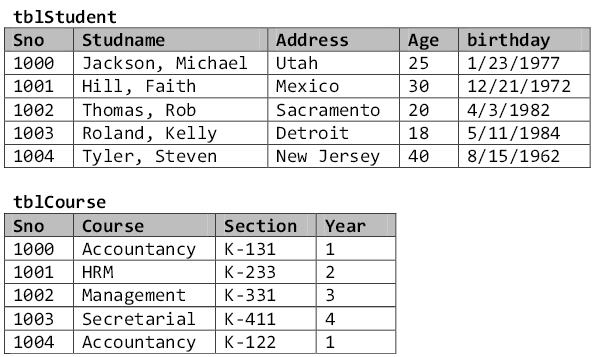 tblStudent
Sno Studname Address Age birthday
1000 Jackson, Michael Utah 25 1/23/1977
1001 Hill, Faith Mexico 30 12/21/1972
1002 Thomas, Rob Sacramento 20 4/3/1982
1003 Roland, Kelly Detroit 18 5/11/1984
1004 Tyler, Steven New Jersey 40 8/15/1962
tblCourse
Sno Course Section Year
1000 Accountancy K-131 1
1001 HRM K-233 2
1002 Management K-331 3
1003 Secretarial K-411 4
1004 Accountancy K-122 1